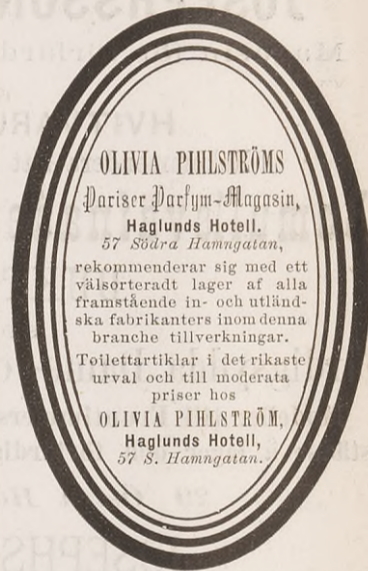 OLIVIA PIHLSTRÖMS
Pariser Parfym-Magasin,
Haglunds Hotell.
57 Södra Hamngatan,
rekommenderar sig med ett
välsorteradt lager af alla
framstående in- och utländ-
ska fabrikanters inom denna
branche tillverkningar.
Toilettartiklar i det rikaste
urval och till moderata
priser hos
OLIVIA PIHLSTRÖM,
Haglunds Hotell,
57 S. Hamngatan.